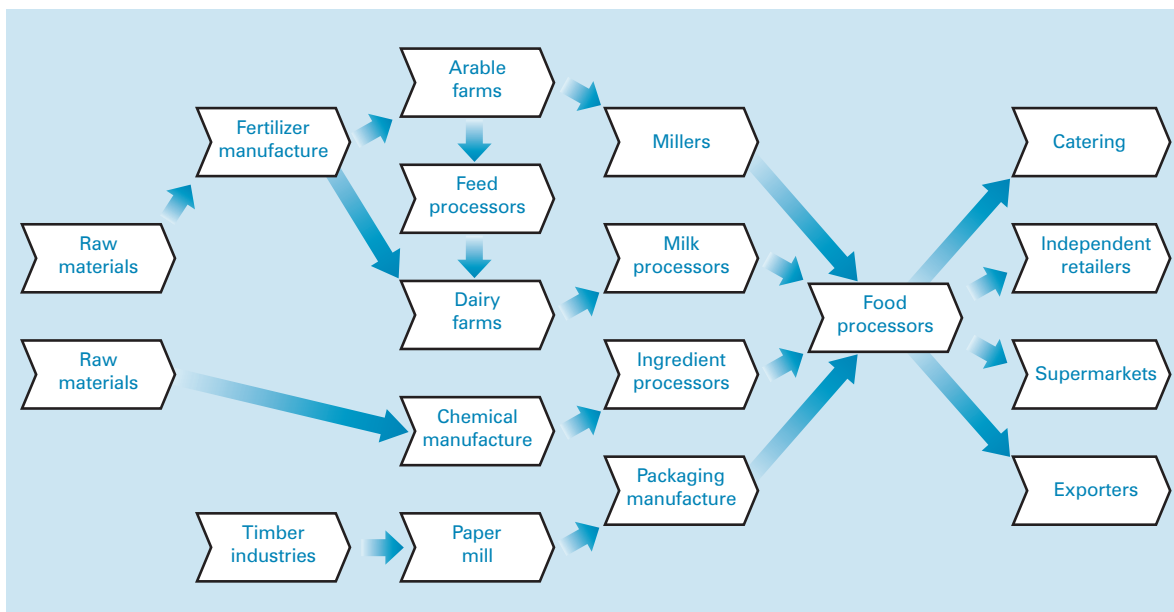 Raw
materials
Raw
materials
Fertilizer
manufacture
Timber
industries
Arable
farms
Feed
processors
Dairy
farms
Chemical
manufacture
Paper
mill
Millers
Milk
processors
Ingredient
processors
Packaging
manufacture
Food
processors
Catering
Independent
retailers
Supermarkets
Exporters